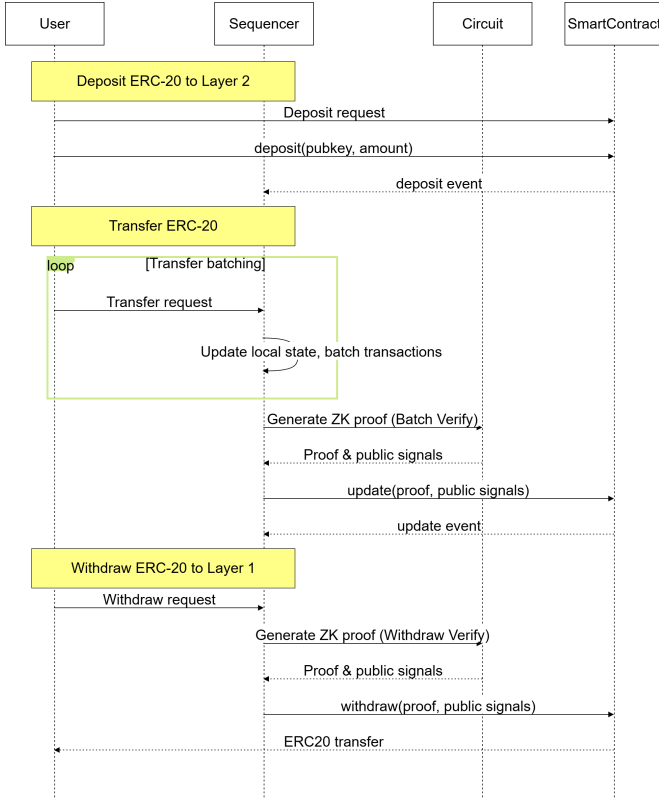 User
Sequencer
Circuit
SmartContract
Deposit ERC-20 to Layer 2
Deposit request
deposit(pubkey, amount)
deposit event
Transfer ERC-20
loop
[Transfer batching]
Transfer request
Update local state, batch transactions
Generate ZK proof (Batch Verify)
Proof & public signals
update(proof, public signals)
update event
Withdraw ERC-20 to Layer 1
Withdraw request
Generate ZK proof (Withdraw Verify)
Proof & public signals
withdraw(proof, public signals)
ERC20 transfer